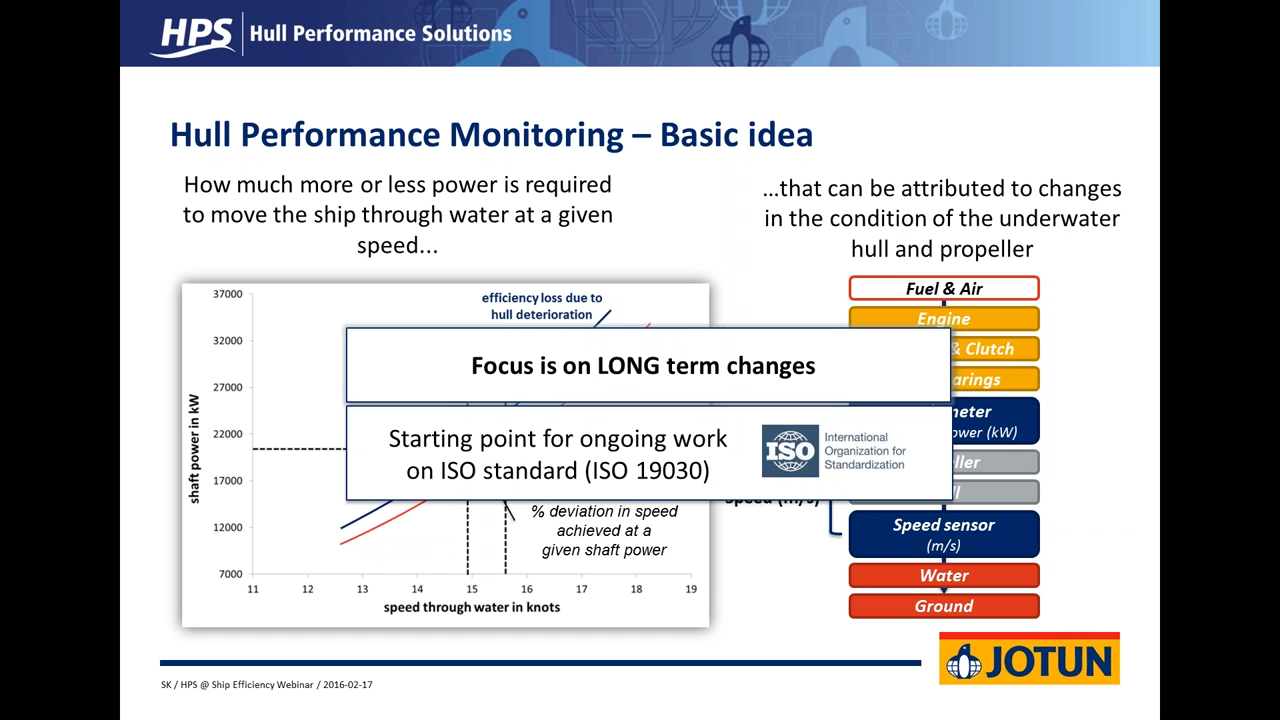 HPS
Hull Performance Solutions
Hull Performance Monitoring – Basic idea
How much more or less power is required
to move the ship through water at a given
speed...
...that can be attributed to changes
in the condition of the underwater
hull and propeller
37000
32000
27000
22000
17000
12000
7000
shaft power in kW
efficiency loss due to
hull deterioration
% deviation in speed
achieved at a
given shaft power
11 12 13 14 15 16 17 18 19
speed through water in knots
Focus is on LONG term changes
Starting point for ongoing work
on ISO standard (ISO 19030)
ISO
International
Organization for
Standardization
Fuel & Air
Engine
& Clutch
(kW)
Speed (m/s)
Speed sensor
(m/s)
Water
Ground
JOTUN
SK / HPS @ Ship Efficiency Webinar / 2016-02-17